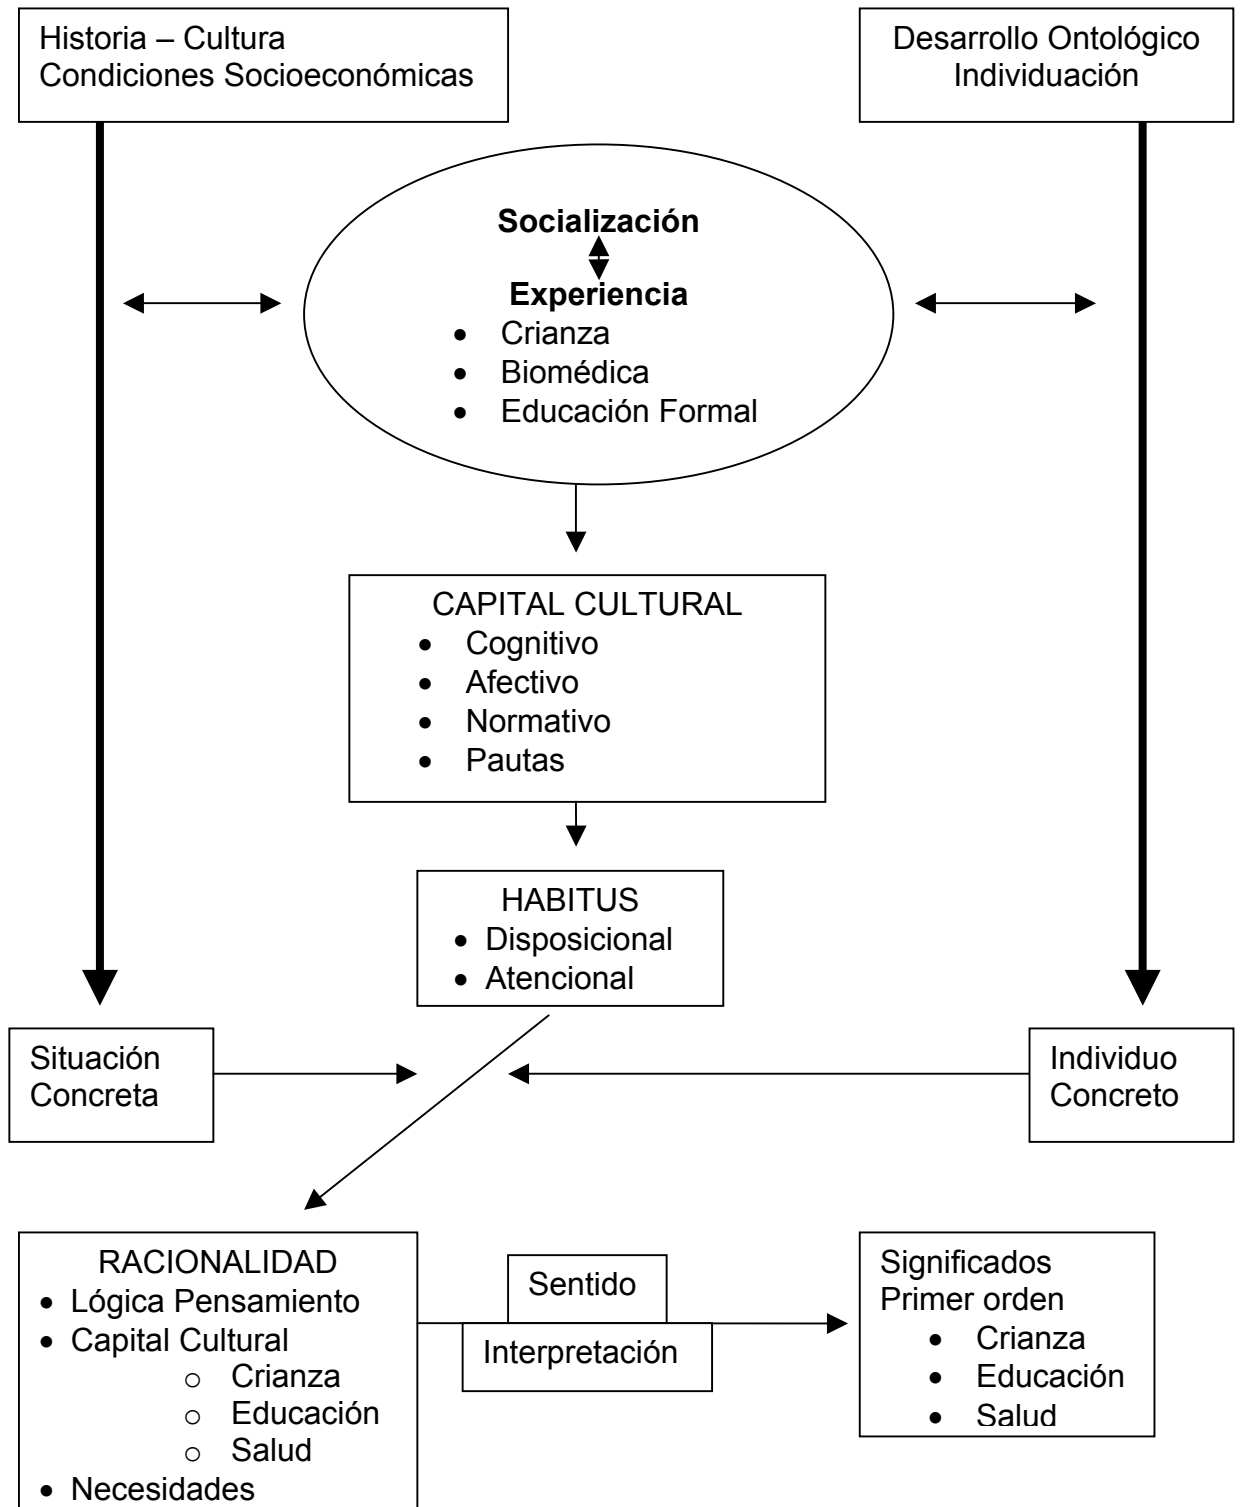 Historia – Cultura
Condiciones Socioeconómicas
Desarrollo Ontológico
Individuación
Socialización
Experiencia
• Crianza
• Biomédica
• Educación Formal
CAPITAL CULTURAL
• Cognitivo
• Afectivo
• Normativo
• Pautas
HABITUS
• Disposicional
• Atencional
Situación
Concreta
Individuo
Concreto
RACIONALIDAD
• Lógica Pensamiento
• Capital Cultural
o Crianza
o Educación
o Salud
• Necesidades
Sentido
Interpretación
Significados
Primer orden
• Crianza
• Educación
• Salud